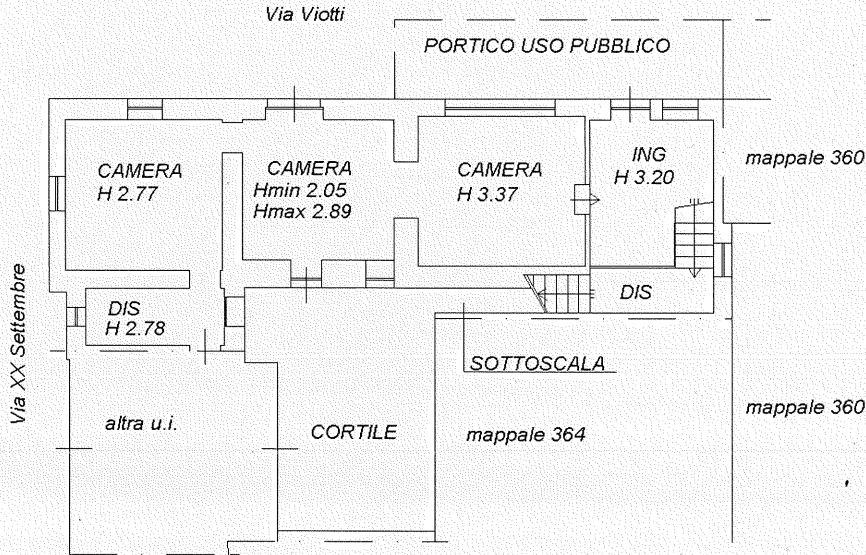 Via Viotti
PORTICO USO PUBBLICO
CAMERA
H 2.77
CAMERA
Hmin 2.05
Hmax 2.89
CAMERA
H 3.37
ING
H 3.20
mappale 360
Via XX Settembre
DIS
H 2.78
DIS
SOTTOSCALA
altra u.i.
CORTILE
mappale 364
mappale 360